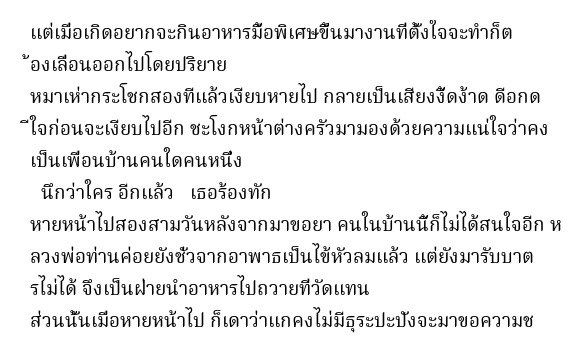 แต่เมื่อเกิดอยากจะกินอาหารมื้อพิเศษขึ้นมางานที่ตั้งใจจะทำก็ต
้องเลื่อนออกไปโดยปริยาย
หมาเห่ากระโชกสองทีแล้วเงียบหายไป กลายเป็นเสียงงี้ดง้าด ดีอกด
ีใจก่อนจะเงียบไปอีก ชะโงกหน้าต่างครัวมามองด้วยความแน่ใจว่าคง
เป็นเพื่อนบ้านคนใดคนหนึ่ง
นึกว่าใคร อีกแล้ว เธอร้องทัก
หายหน้าไปสองสามวันหลังจากมาขอยา คนในบ้านนี้ก็ไม่ได้สนใจอีก ห
ลวงพ่อท่านค่อยยังชั่วจากอาพาธเป็นไข้หัวลมแล้ว แต่ยังมารับบาต
รไม่ได้ จึงเป็นฝ่ายนำอาหารไปถวายที่วัดแทน
ส่วนนั้นเมื่อหายหน้าไป ก็เดาว่าแกคงไม่มีธุระปะปังจะมาขอความช